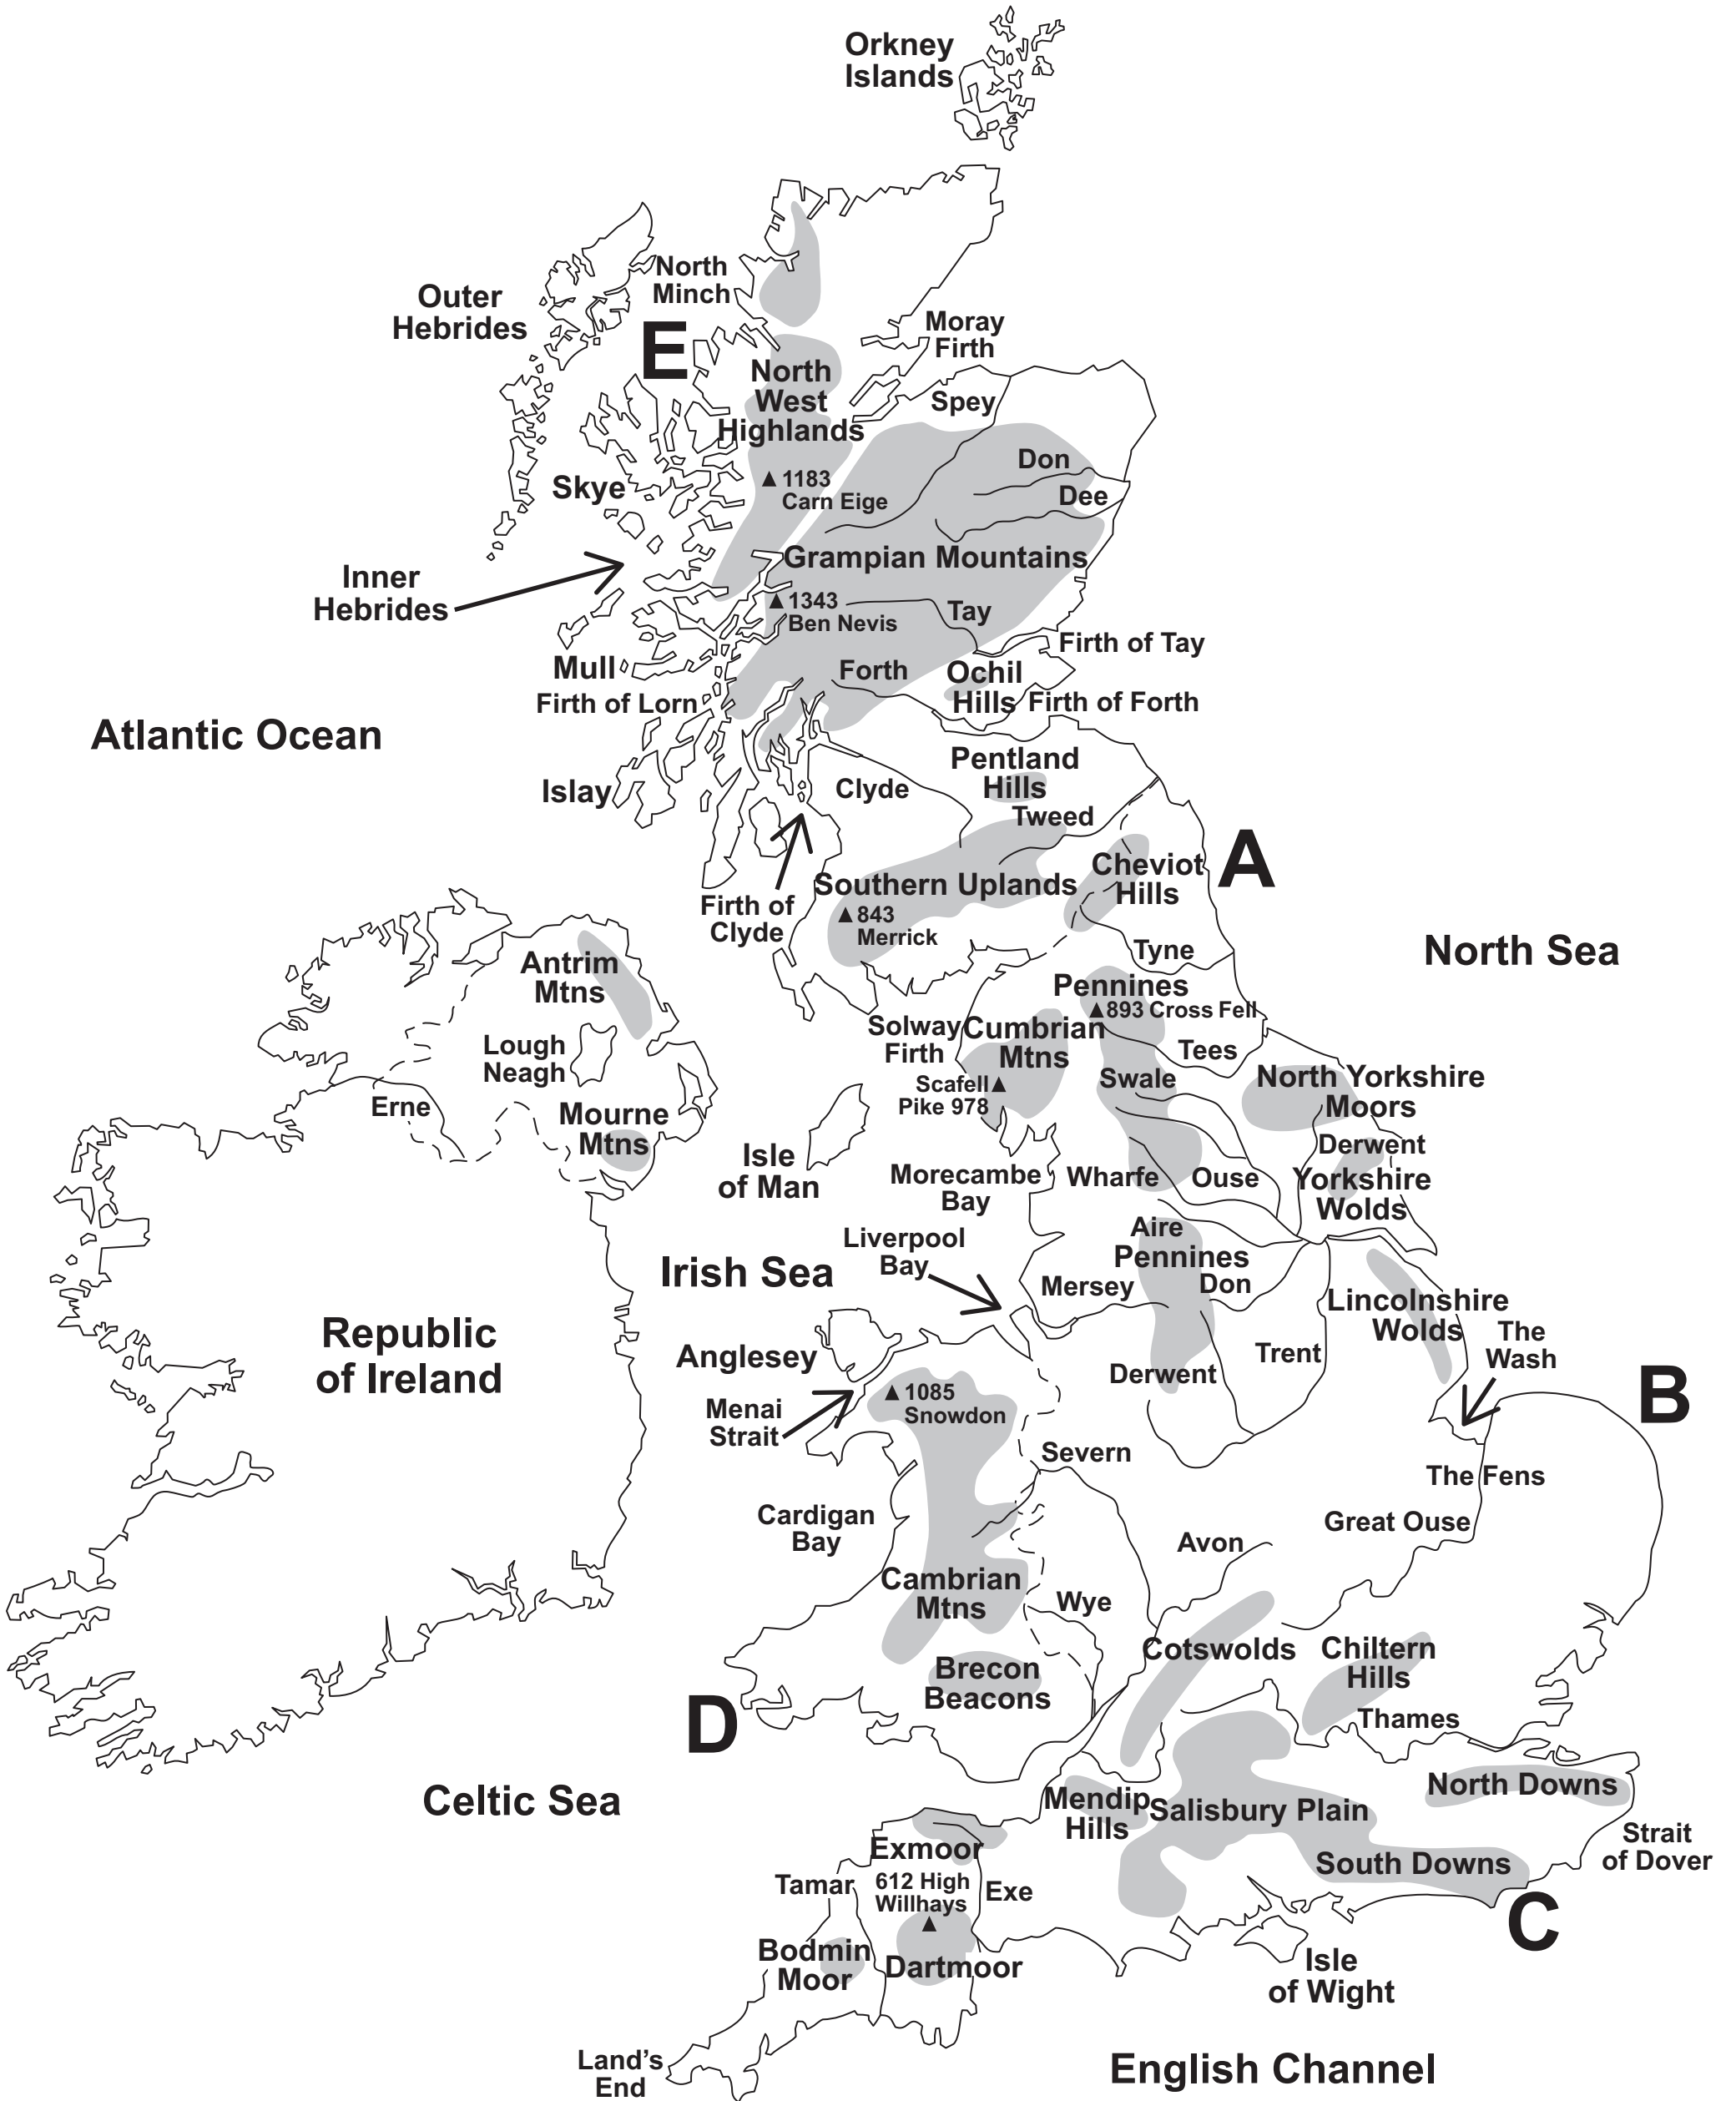 Orkney
Islands
North
Minch
Outer
Hebrides
E
Moray
Firth
North
West
Highlands
Spey
Don
Dee
Skye
1183
Carn Eige
Grampian Mountains
Inner
Hebrides
1343
Ben Nevis
Tay
Firth of Tay
Mull
Forth
Ochil
Hills
Firth of Lorn
Firth of Forth
Atlantic Ocean
Pentland
Hills
Clyde
Islay
Tweed
A
Cheviot
Hills
Southern Uplands
Firth of
Clyde
843
Merrick
North Sea
Tyne
Antrim
Mtns
Pennines
893 Cross Fell
Solway
Firth
Cumbrian
Mtns
Lough
Neagh
Tees
Scafell
Pike 978
Swale
North Yorkshire
Moors
Erne
Mourne
Mtns
Derwent
Isle
of Man
Morecambe
Bay
Wharfe
Ouse
Yorkshire
Wolds
Aire
Liverpool
Bay
Pennines
Irish Sea
Mersey
Don
Lincolnshire
Wolds
Republic
of Ireland
The
Wash
Anglesey
Trent
Derwent
B
1085
Snowdon
Menai
Strait
Severn
The Fens
Cardigan
Bay
Great Ouse
Avon
Cambrian
Mtns
Wye
Cotswolds
Chiltern
Hills
Brecon
Beacons
D
Thames
Celtic Sea
North Downs
Mendip
Hills
Salisbury Plain
Strait
of Dover
Exmoor
South Downs
Tamar
612 High
Willhays
Exe
C
Bodmin
Moor
Dartmoor
Isle
of Wight
Land’s
End
English Channel